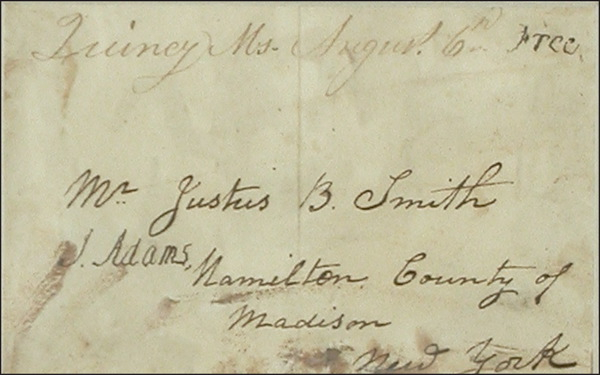 Quincy Ms. August. 6th Free
Mr Justus B. Smith
J. Adams,
Hamilton. County of
Madison
New York